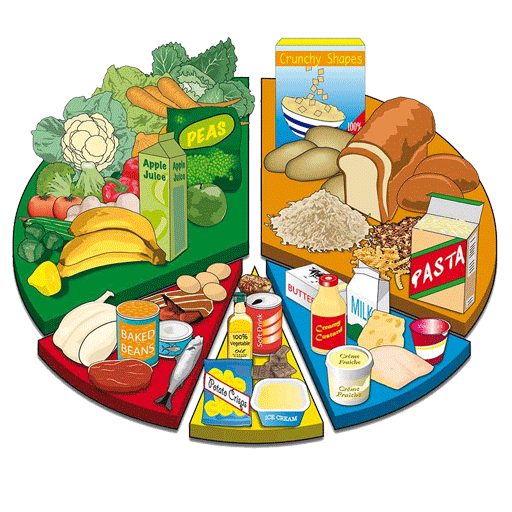 Crunchy Shapes
100%
PEAS
Apple
Juice
Apple
Juice
PASTA
BUTTER
MILK
Creamy
Custard
BAKED
BEANS
100%
Vegetable
Soft Drink
Crème
Fraîche
Crème
Fraîche
Potato Crisps
ICE CREAM